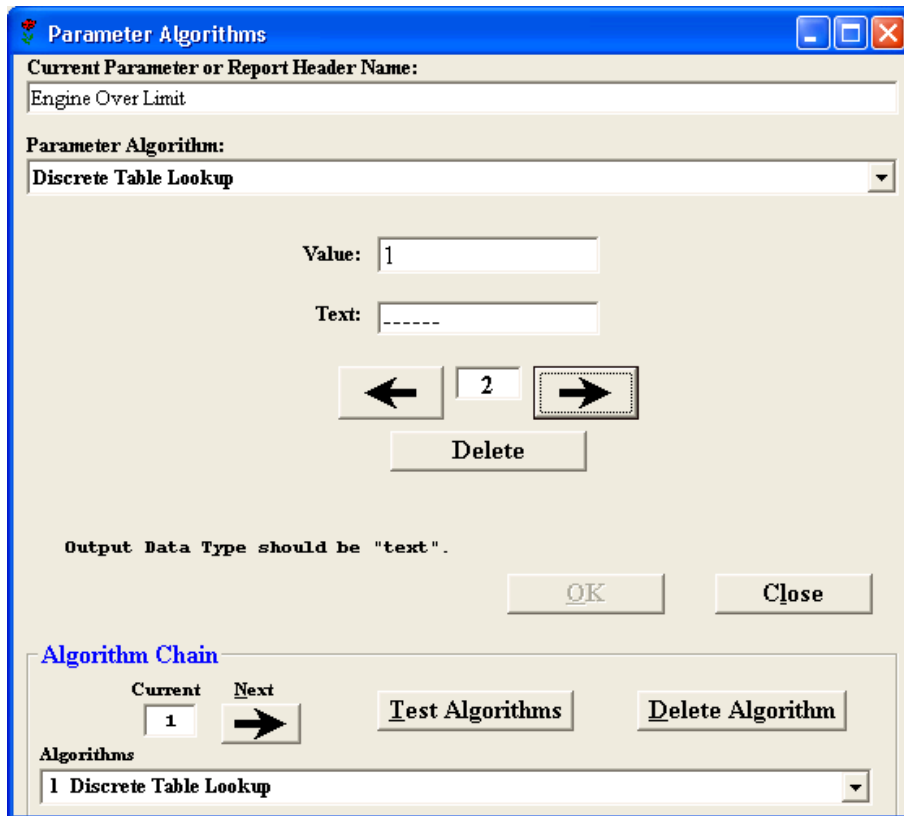 Parameter Algorithms
Current Parameter or Report Header Name:
Engine Over Limit
Parameter Algorithm:
Discrete Table Lookup
Value: 1
Text: ------
2
Delete
Output Data Type should be "text".
OK Close
Algorithm Chain
Current Next
1 Test Algorithms Delete Algorithm
Algorithms
1 Discrete Table Lookup